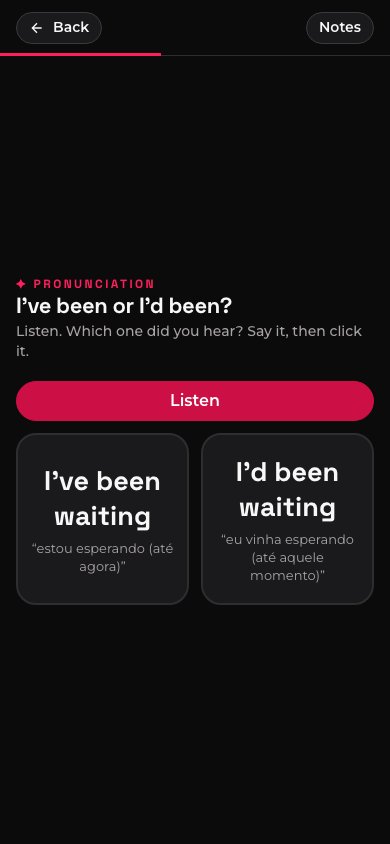 ← Back
Notes
✦ PRONUNCIATION
I've been or I'd been?
Listen. Which one did you hear? Say it, then click
it.
Listen
I've been
waiting
“estou esperando (até
agora)”
I'd been
waiting
“eu vinha esperando
(até aquele
momento)”